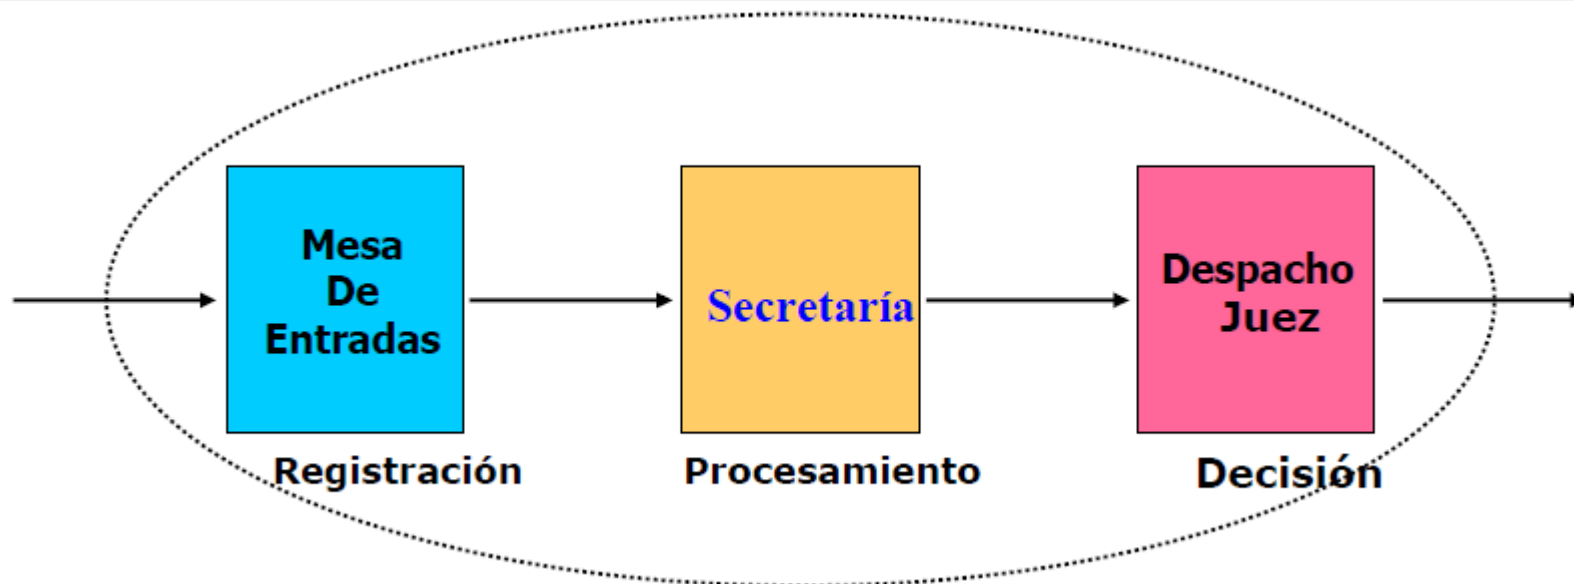 Mesa
De
Entradas
Secretaría
Despacho
Juez
Registración
Procesamiento
Decisión